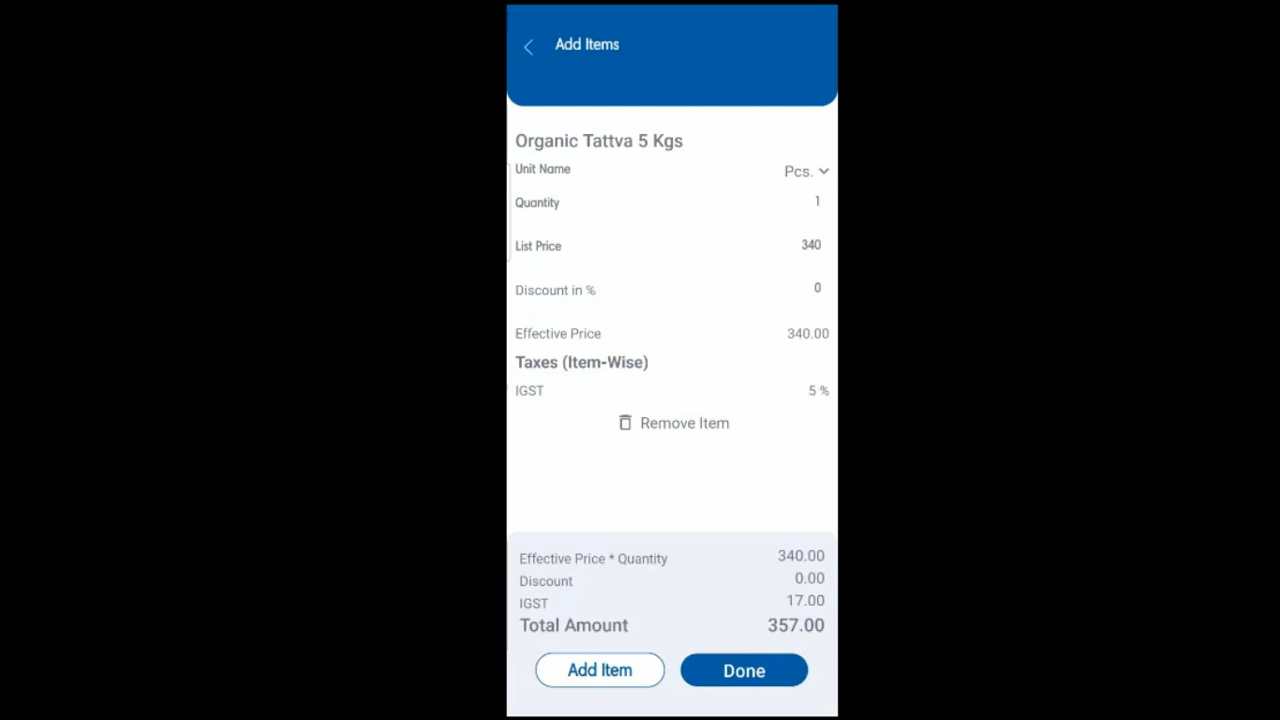 Add Items
Organic Tattva 5 Kgs
Unit Name Pcs.
Quantity 1
List Price 340
Discount in % 0
Effective Price 340.00
Taxes (Item-Wise)
IGST 5 %
Remove Item
Effective Price * Quantity 340.00
Discount 0.00
IGST 17.00
Total Amount 357.00
Add Item Done